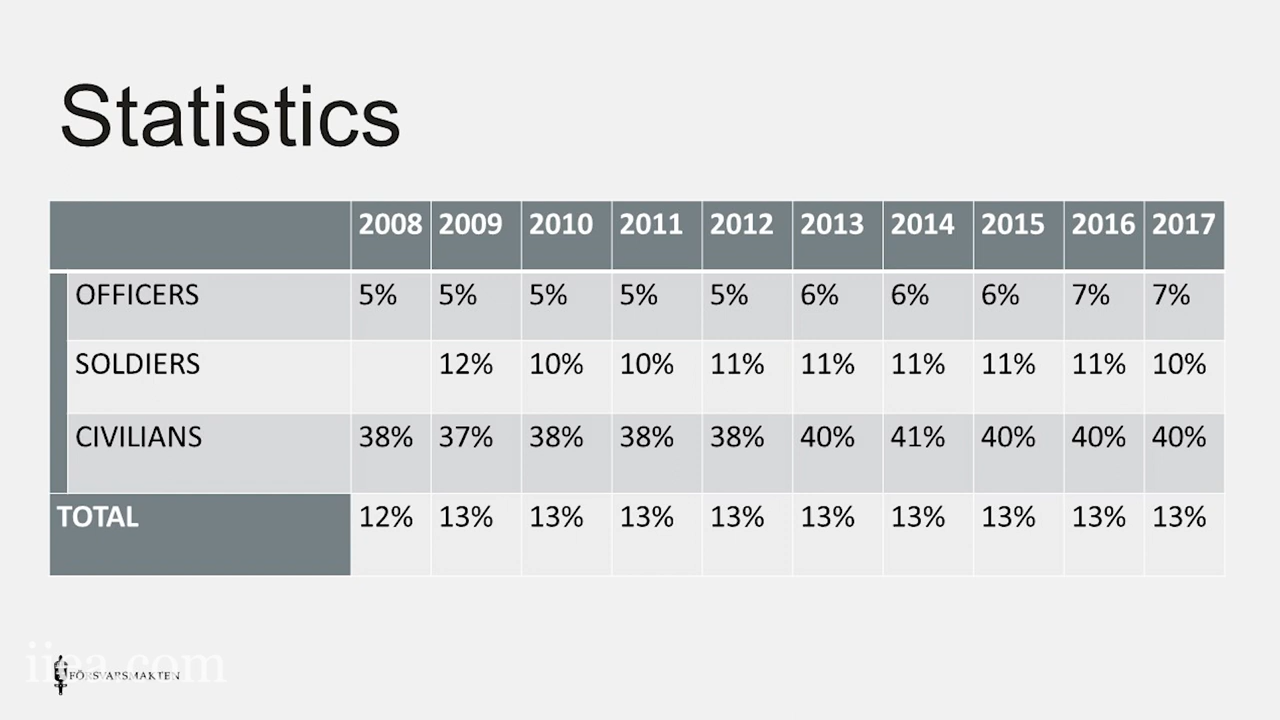 Statistics
2008 2009 2010 2011 2012 2013 2014 2015 2016 2017
OFFICERS 5% 5% 5% 5% 5% 6% 6% 6% 7% 7%
SOLDIERS 12% 10% 10% 11% 11% 11% 11% 11% 10%
CIVILIANS 38% 37% 38% 38% 38% 40% 41% 40% 40% 40%
TOTAL 12% 13% 13% 13% 13% 13% 13% 13% 13% 13%
iiea.com
FÖRSVARSMAKTEN